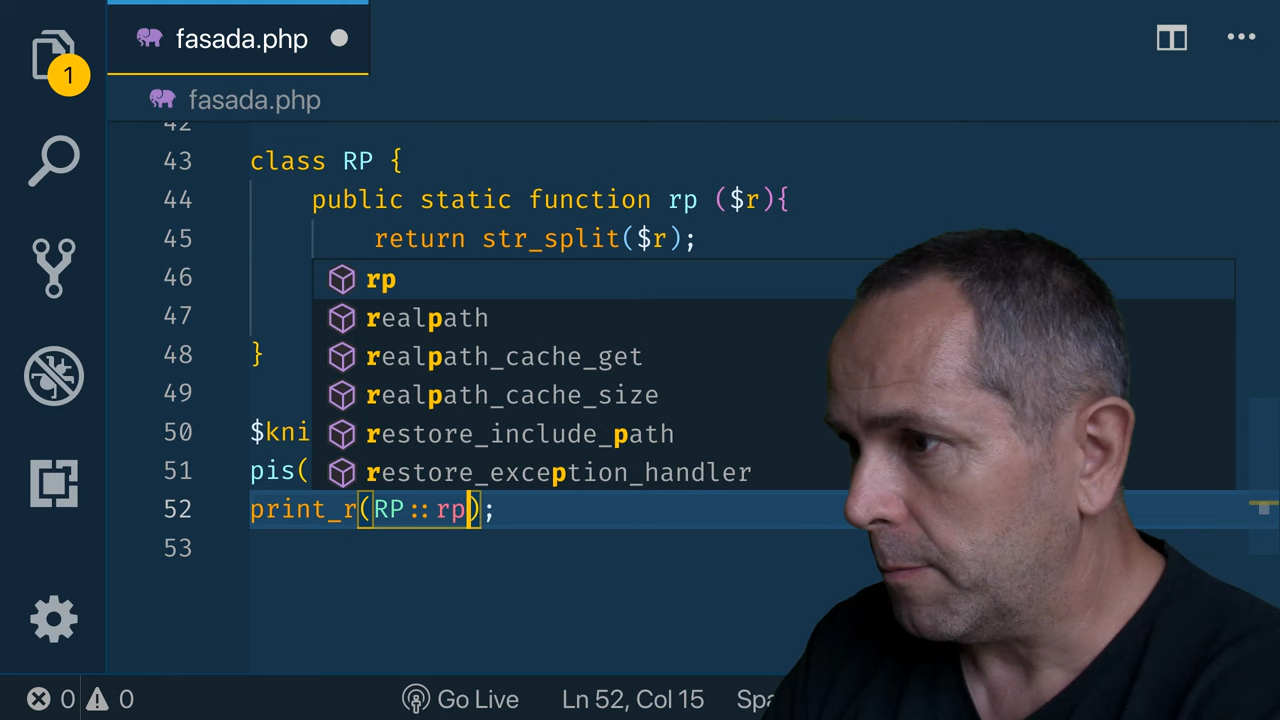 1
fasada.php
fasada.php
42
43 class RP {
44 public static function rp ($r){
45 return str_split($r);
46 rp
47 realpath
48 } realpath_cache_get
49 realpath_cache_size
50 $kni restore_include_path
51 pis( restore_exception_handler
52 print_r(RP::rp);
53
0 0 Go Live Ln 52, Col 15 Spa